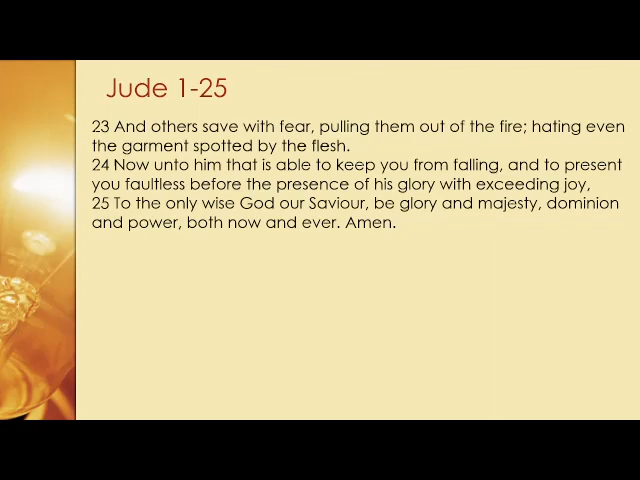 Jude 1-25
23 And others save with fear, pulling them out of the fire; hating even
the garment spotted by the flesh.
24 Now unto him that is able to keep you from falling, and to present
you faultless before the presence of his glory with exceeding joy,
25 To the only wise God our Saviour, be glory and majesty, dominion
and power, both now and ever. Amen.